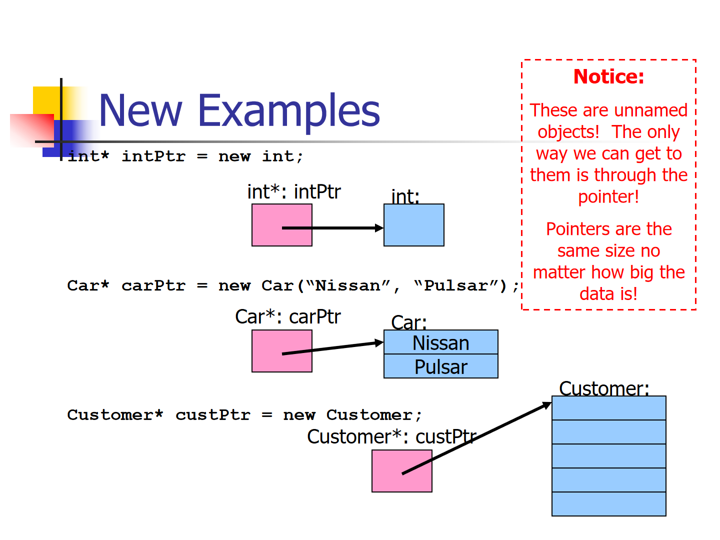 New Examples
Notice:
These are unnamed
objects!  The only
way we can get to
them is through the
pointer!
Pointers are the
same size no
matter how big the
data is!
int* intPtr = new int;
int*: intPtr
int:
Car* carPtr = new Car(“Nissan”, “Pulsar”);
Car*: carPtr
Car:
Nissan
Pulsar
Customer* custPtr = new Customer;
Customer*: custPtr
Customer: